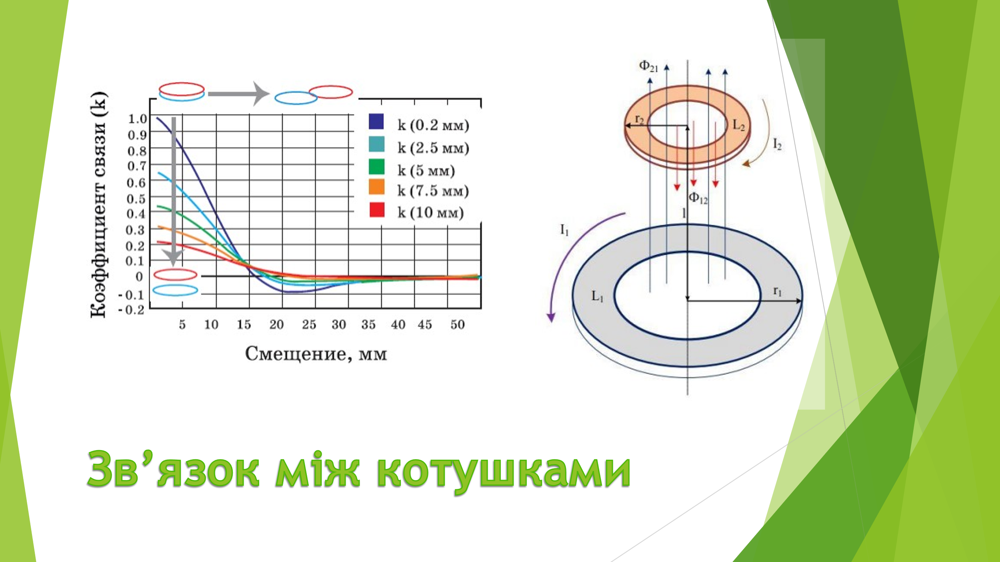 Коэффициент связи (k)
1.0
0.9
0.8
0.7
0.6
0.5
0.4
0.3
0.2
0.1
0
-0.1
-0.2
5 10 15 20 25 30 35 40 45 50
Смещение, мм
k (0.2 мм)
k (2.5 мм)
k (5 мм)
k (7.5 мм)
k (10 мм)
Ф21
r2
L2
I2
Ф12
l
I1
L1
r1
Зв’язок між котушками